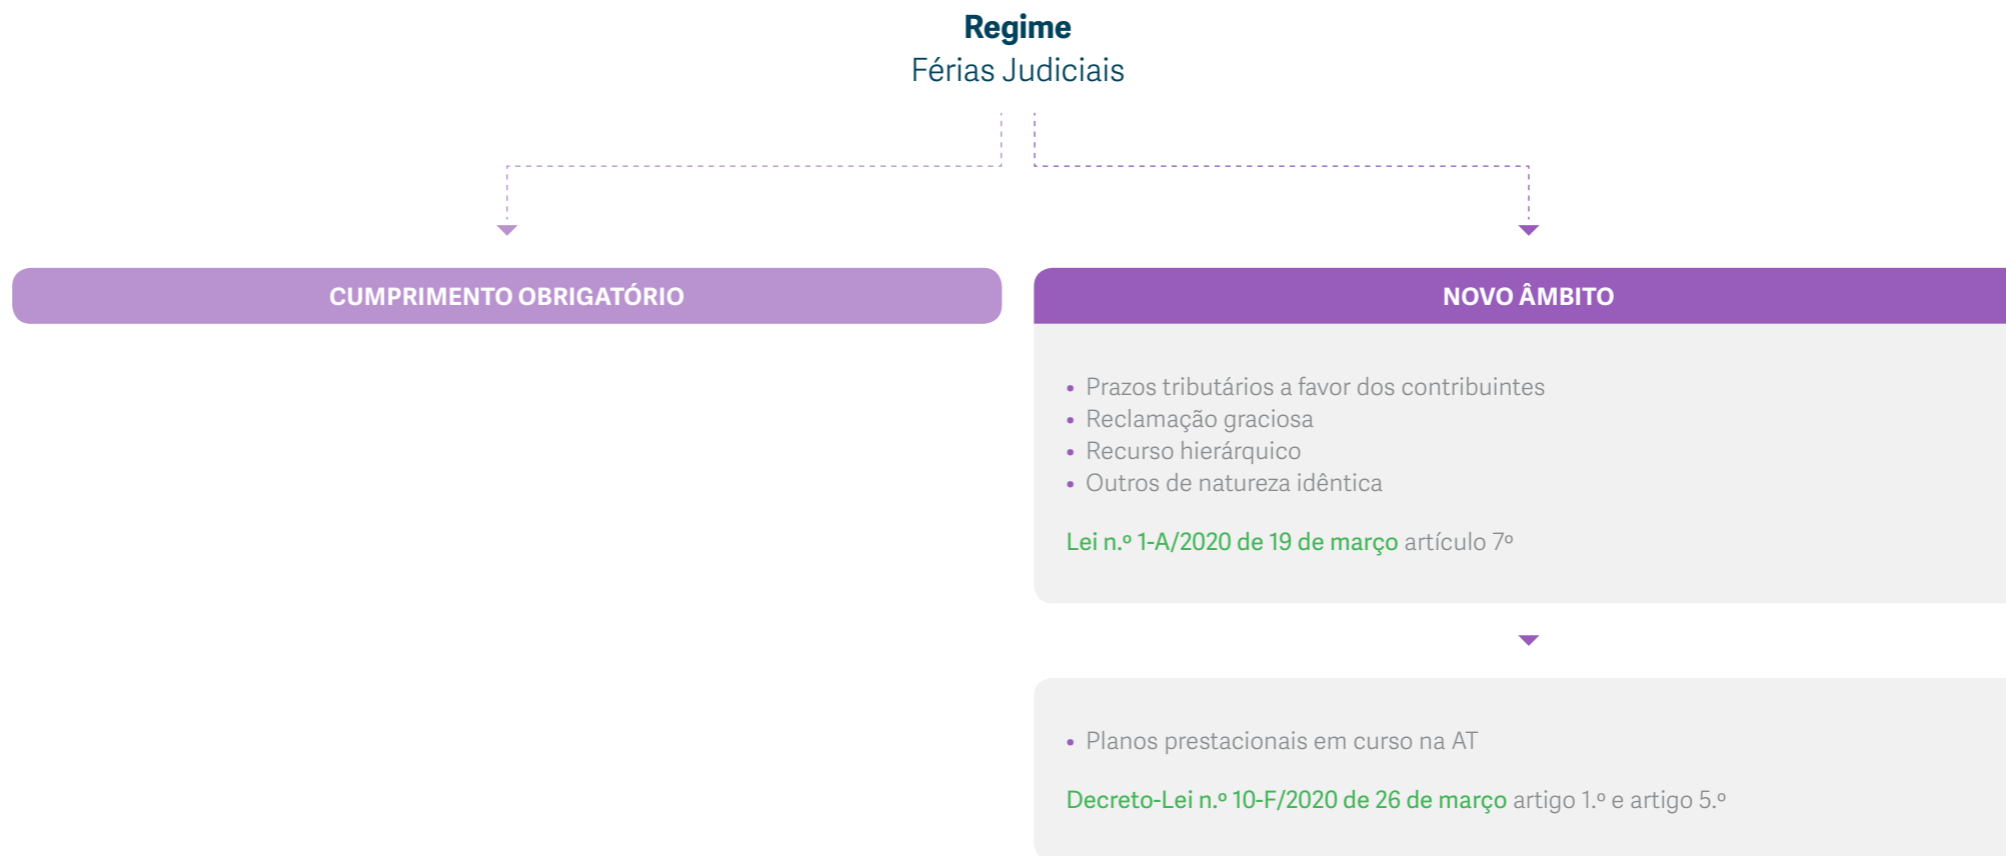 Regime
Férias Judiciais
CUMPRIMENTO OBRIGATÓRIO
NOVO ÂMBITO
• Prazos tributários a favor dos contribuintes
• Reclamação graciosa
• Recurso hierárquico
• Outros de natureza idêntica
Lei n.º 1-A/2020 de 19 de março artículo 7º
• Planos prestacionais em curso na AT
Decreto-Lei n.º 10-F/2020 de 26 de março artigo 1.º e artigo 5.º